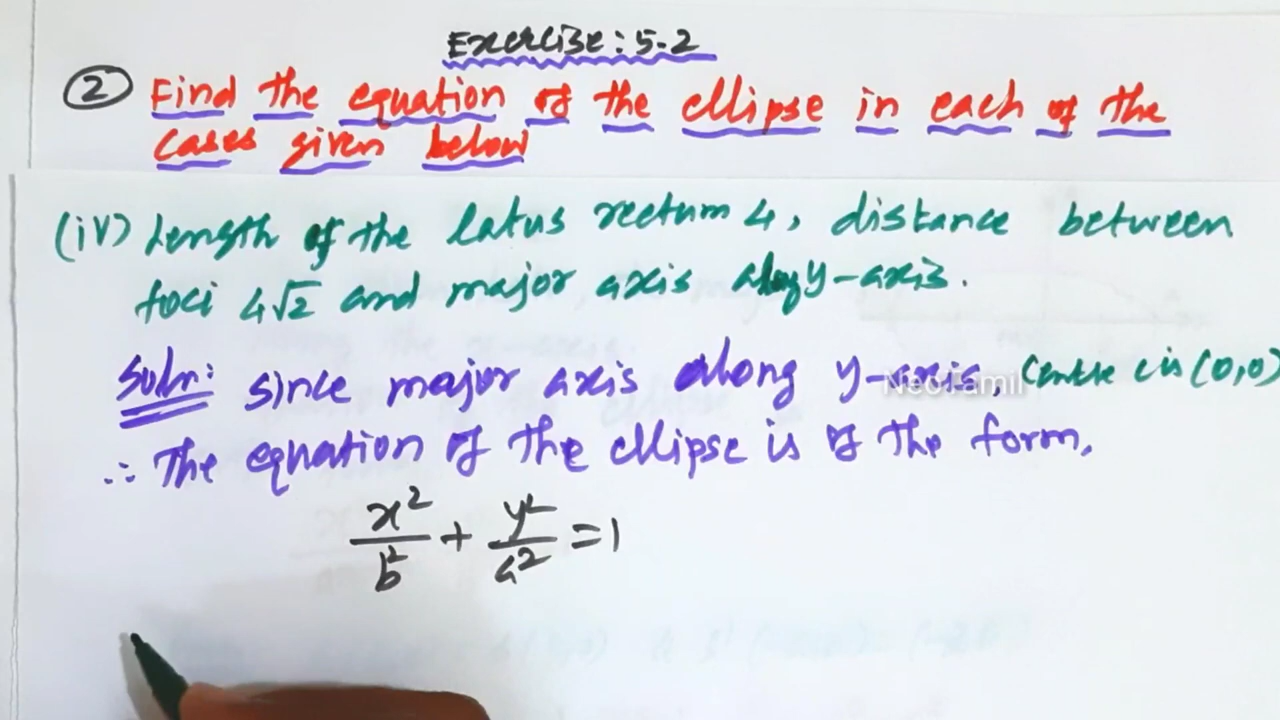 Exercise: 5.2
② Find the equation of the ellipse in each of the
cases given below
(iv) Length of the latus rectum 4, distance between
foci 4√2 and major axis along y-axis.
Soln: since major axis along y-axis, Centre is (0,0)
NeoTamil
∴ The equation of the ellipse is of the form,
x²/b² + y²/a² = 1